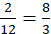 2/12 = 8/3